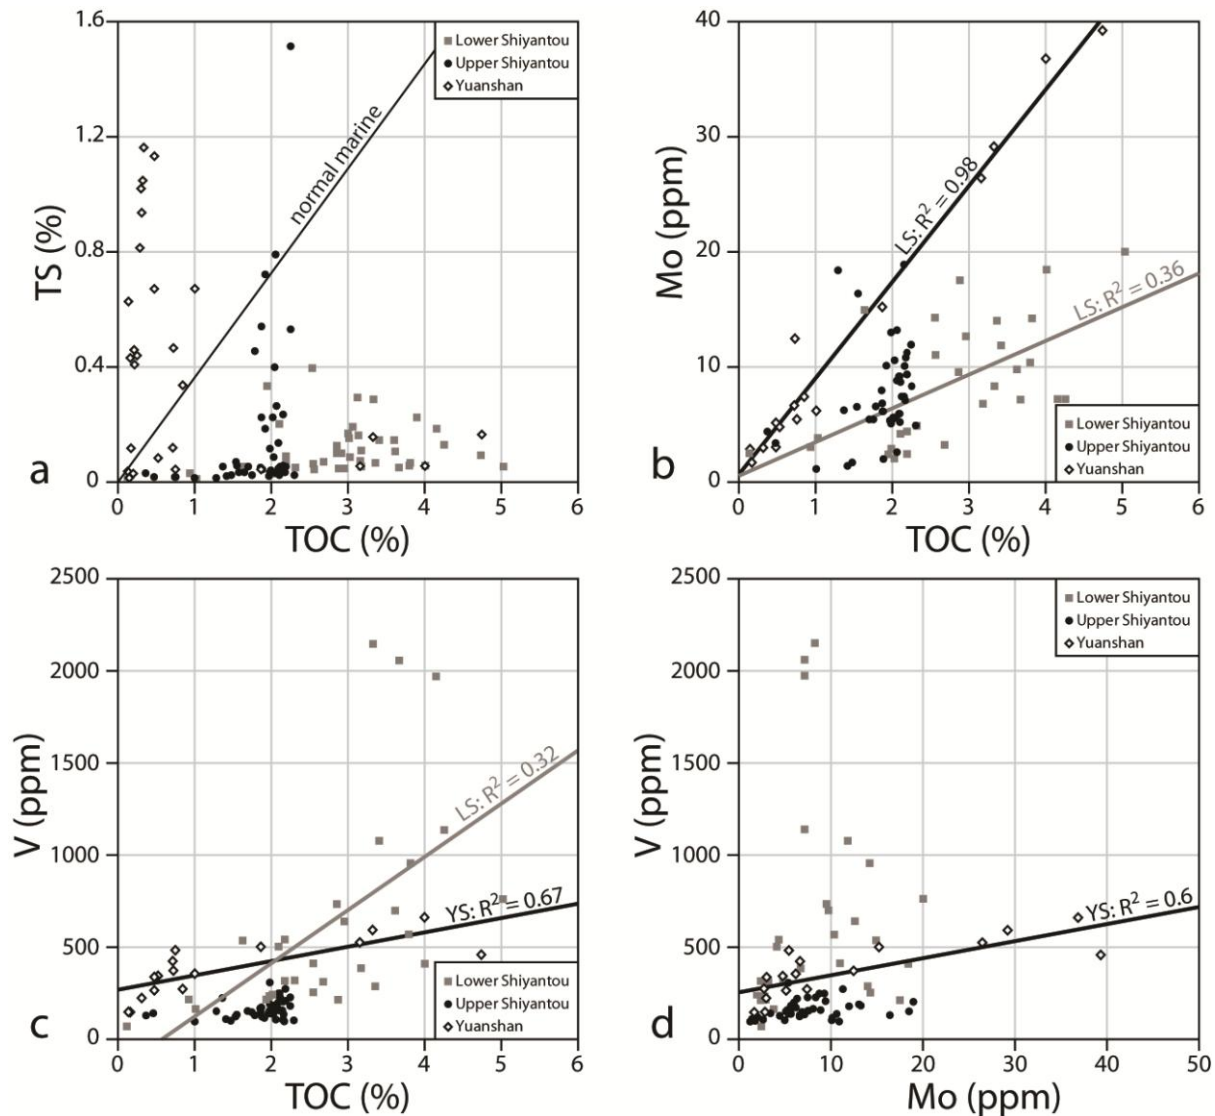 1.6
1.2
0.8
0.4
0
TS (%)
0 1 2 3 4 5 6
TOC (%)
a
normal marine
Lower Shiyantou
Upper Shiyantou
Yuanshan
40
30
20
10
0
Mo (ppm)
0 1 2 3 4 5 6
TOC (%)
b
LS: R² = 0.98
LS: R² = 0.36
Lower Shiyantou
Upper Shiyantou
Yuanshan
2500
2000
1500
1000
500
0
V (ppm)
0 1 2 3 4 5 6
TOC (%)
c
LS: R² = 0.32
YS: R² = 0.67
Lower Shiyantou
Upper Shiyantou
Yuanshan
2500
2000
1500
1000
500
0
V (ppm)
0 10 20 30 40 50
Mo (ppm)
d
YS: R² = 0.6
Lower Shiyantou
Upper Shiyantou
Yuanshan